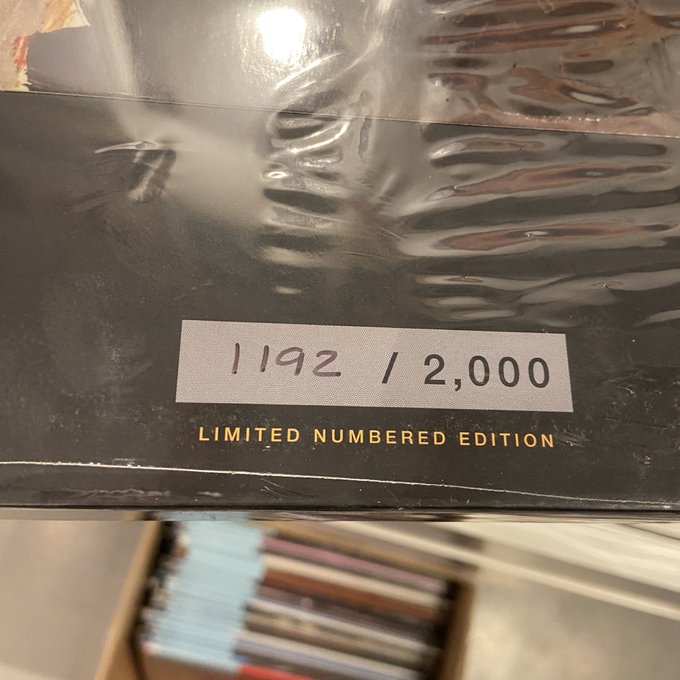 1192 / 2,000
LIMITED NUMBERED EDITION